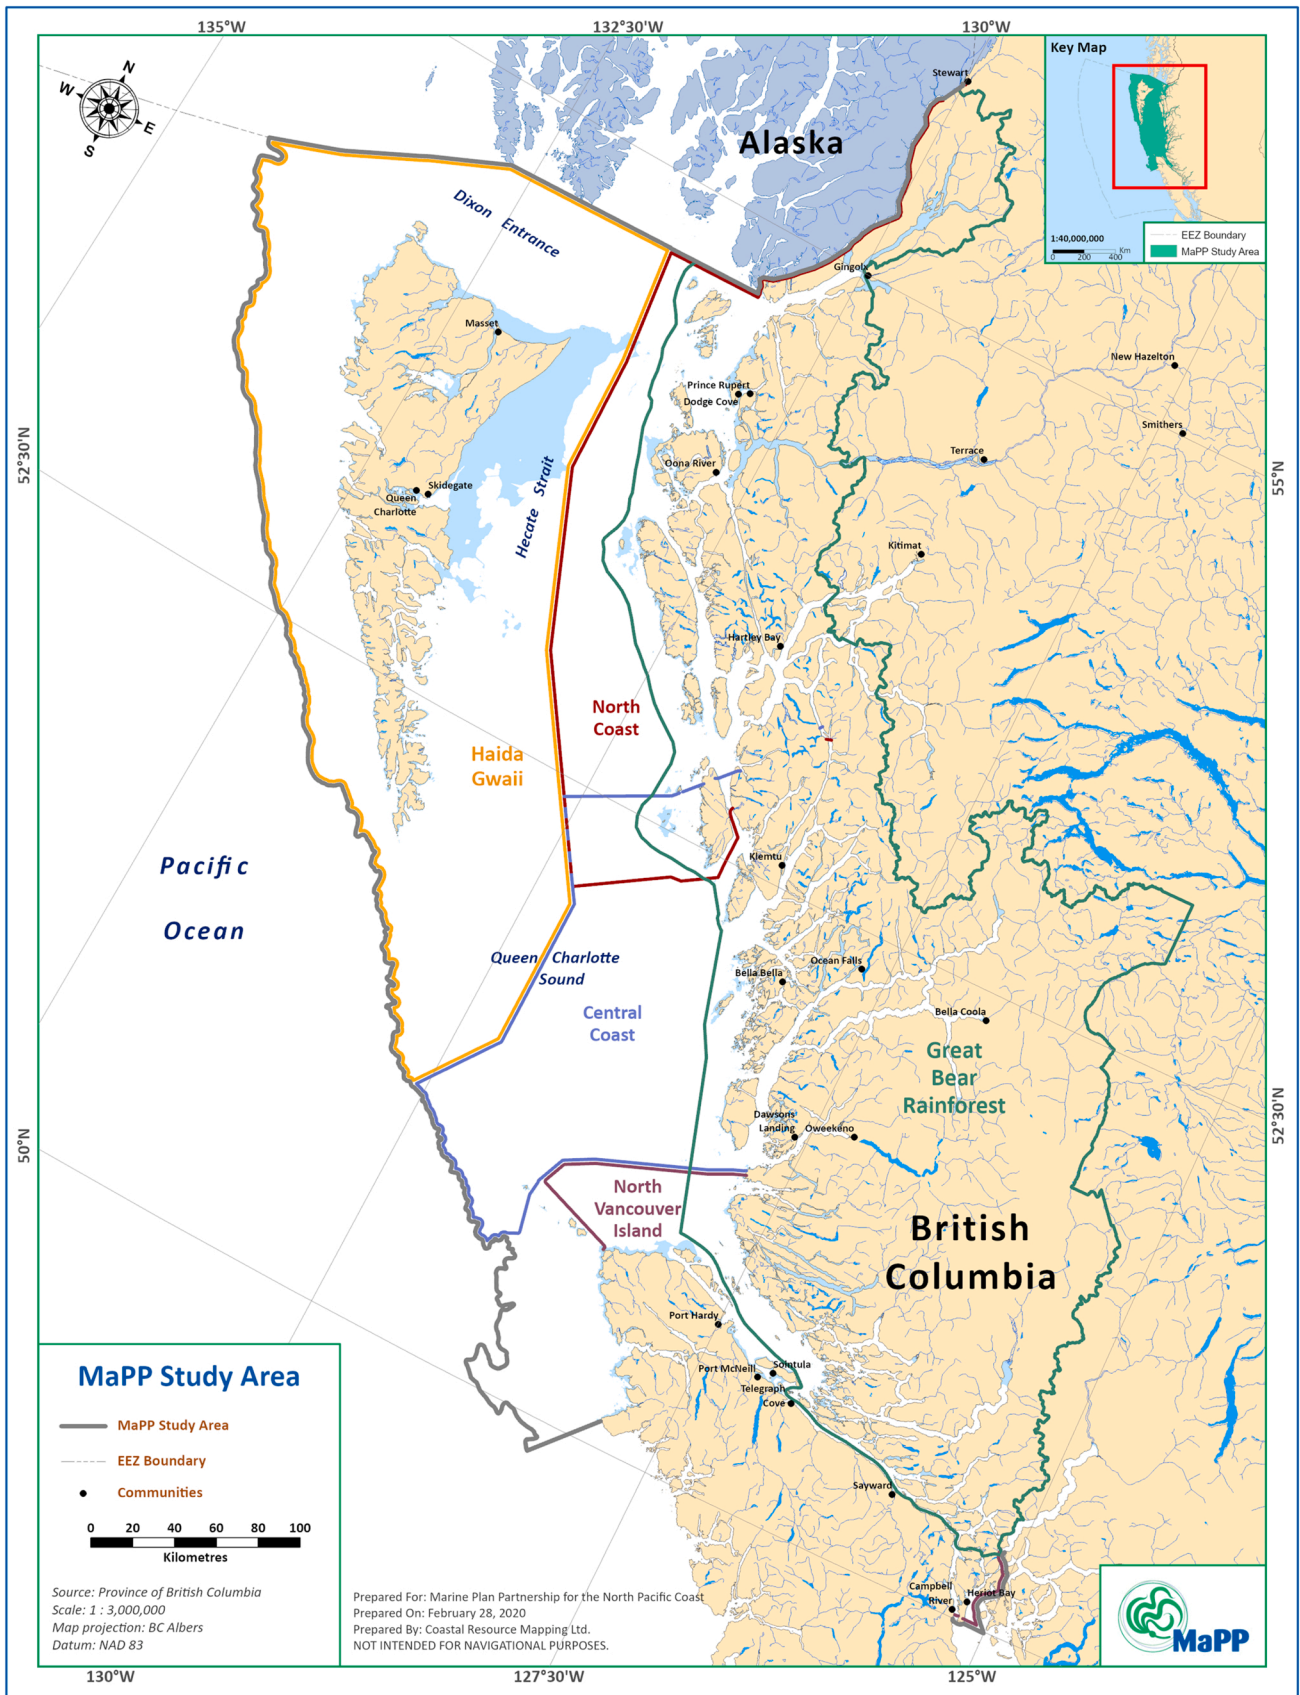 135°W
132°30'W
130°W
N
W
E
S
Key Map
1:40,000,000
Km
0 200 400
EEZ Boundary
MaPP Study Area
Stewart
Alaska
Dixon Entrance
Gingolx
Masset
New Hazelton
Prince Rupert
Dodge Cove
Smithers
52°30'N
Terrace
Oona River
55°N
Skidegate
Queen
Charlotte
Hecate Strait
Kitimat
Hartley Bay
North
Coast
Haida
Gwaii
Klemtu
Pacific
Ocean
Queen Charlotte
Sound
Ocean Falls
Bella Bella
Central
Coast
Bella Coola
Great
Bear
Rainforest
Dawsons
Landing
Oweekeno
50°N
52°30'N
North
Vancouver
Island
British
Columbia
Port Hardy
Port McNeill
Sointula
Telegraph
Cove
Sayward
Campbell
River
Heriot Bay
MaPP Study Area
MaPP Study Area
EEZ Boundary
Communities
0 20 40 60 80 100
Kilometres
Source: Province of British Columbia
Scale: 1 : 3,000,000
Map projection: BC Albers
Datum: NAD 83
Prepared For: Marine Plan Partnership for the North Pacific Coast
Prepared On: February 28, 2020
Prepared By: Coastal Resource Mapping Ltd.
NOT INTENDED FOR NAVIGATIONAL PURPOSES.
MaPP
130°W
127°30'W
125°W